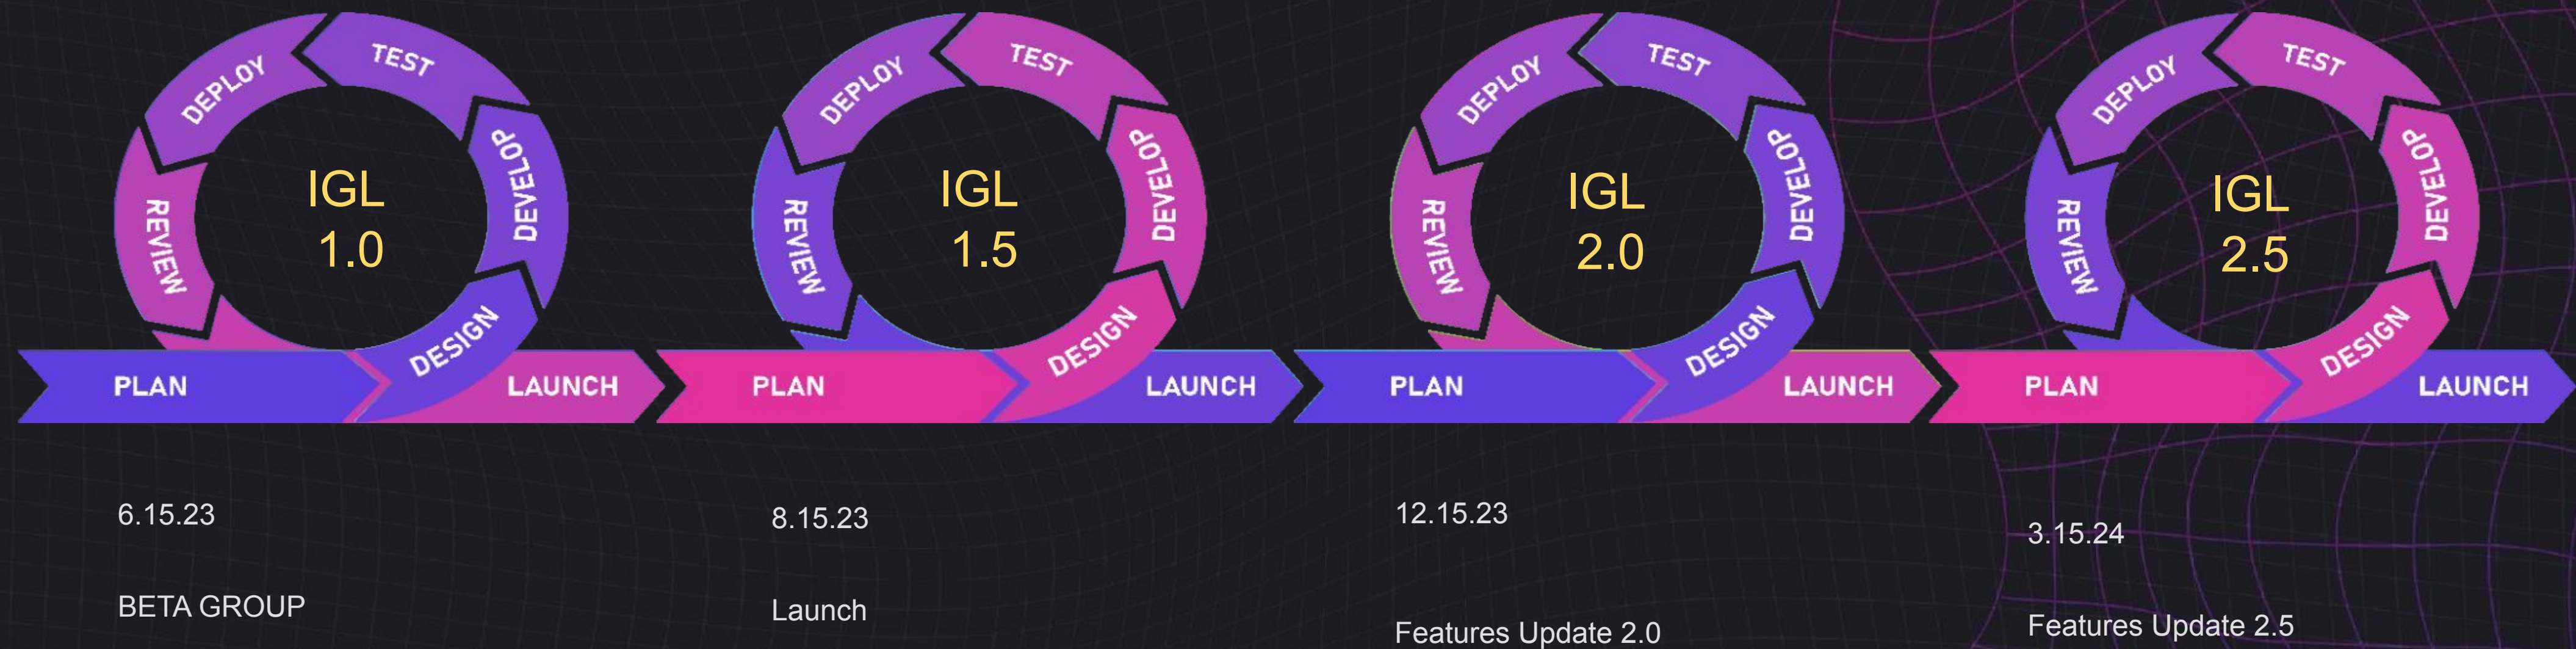 DEPLOY
TEST
DEVELOP
REVIEW
IGL
1.0
DESIGN
PLAN
LAUNCH
6.15.23
BETA GROUP
DEPLOY
TEST
DEVELOP
REVIEW
IGL
1.5
DESIGN
PLAN
LAUNCH
8.15.23
Launch
DEPLOY
TEST
DEVELOP
REVIEW
IGL
2.0
DESIGN
PLAN
LAUNCH
12.15.23
Features Update 2.0
DEPLOY
TEST
DEVELOP
REVIEW
IGL
2.5
DESIGN
PLAN
LAUNCH
3.15.24
Features Update 2.5